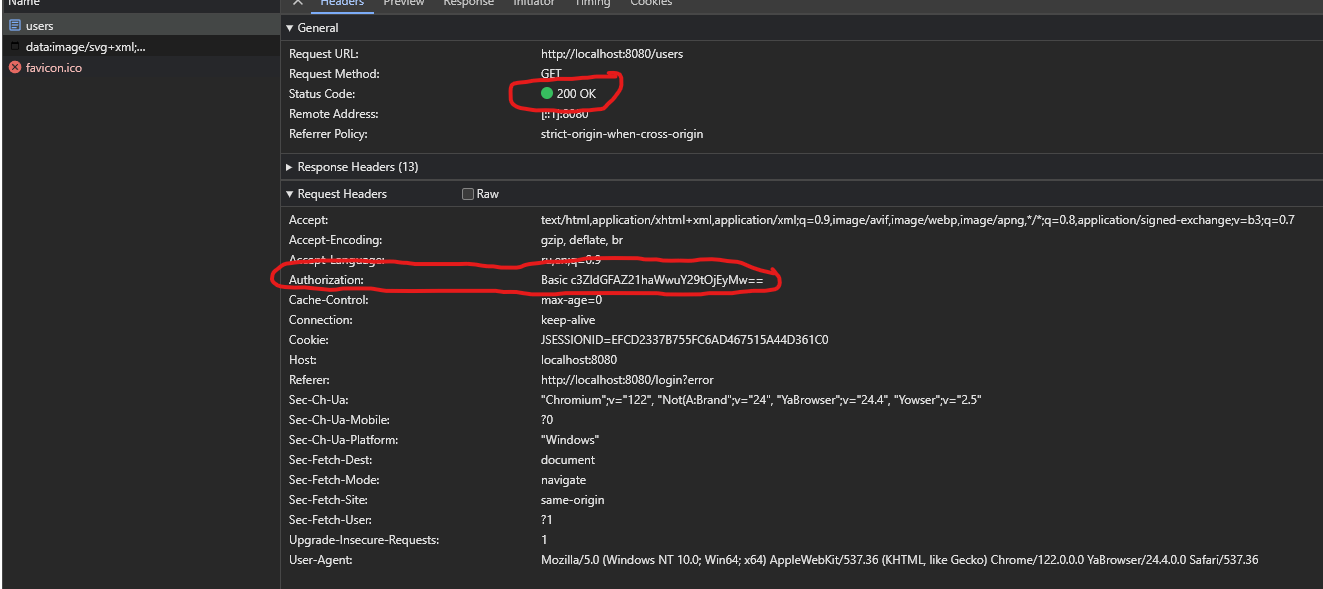 Name
Headers Preview Response Initiator Timing Cookies
users
data:image/svg+xml;...
favicon.ico
General
Request URL: http://localhost:8080/users
Request Method: GET
Status Code: 200 OK
Remote Address: [::1]:8080
Referrer Policy: strict-origin-when-cross-origin
Response Headers (13)
Request Headers Raw
Accept: text/html,application/xhtml+xml,application/xml;q=0.9,image/avif,image/webp,image/apng,*/*;q=0.8,application/signed-exchange;v=b3;q=0.7
Accept-Encoding: gzip, deflate, br
Accept-Language: ru,en;q=0.9
Authorization: Basic c3ZldGFAZ21haWwuY29tOjEyMw==
Cache-Control: max-age=0
Connection: keep-alive
Cookie: JSESSIONID=EFCD2337B755FC6AD467515A44D361C0
Host: localhost:8080
Referer: http://localhost:8080/login?error
Sec-Ch-Ua: "Chromium";v="122", "Not(A:Brand";v="24", "YaBrowser";v="24.4", "Yowser";v="2.5"
Sec-Ch-Ua-Mobile: ?0
Sec-Ch-Ua-Platform: "Windows"
Sec-Fetch-Dest: document
Sec-Fetch-Mode: navigate
Sec-Fetch-Site: same-origin
Sec-Fetch-User: ?1
Upgrade-Insecure-Requests: 1
User-Agent: Mozilla/5.0 (Windows NT 10.0; Win64; x64) AppleWebKit/537.36 (KHTML, like Gecko) Chrome/122.0.0.0 YaBrowser/24.4.0.0 Safari/537.36